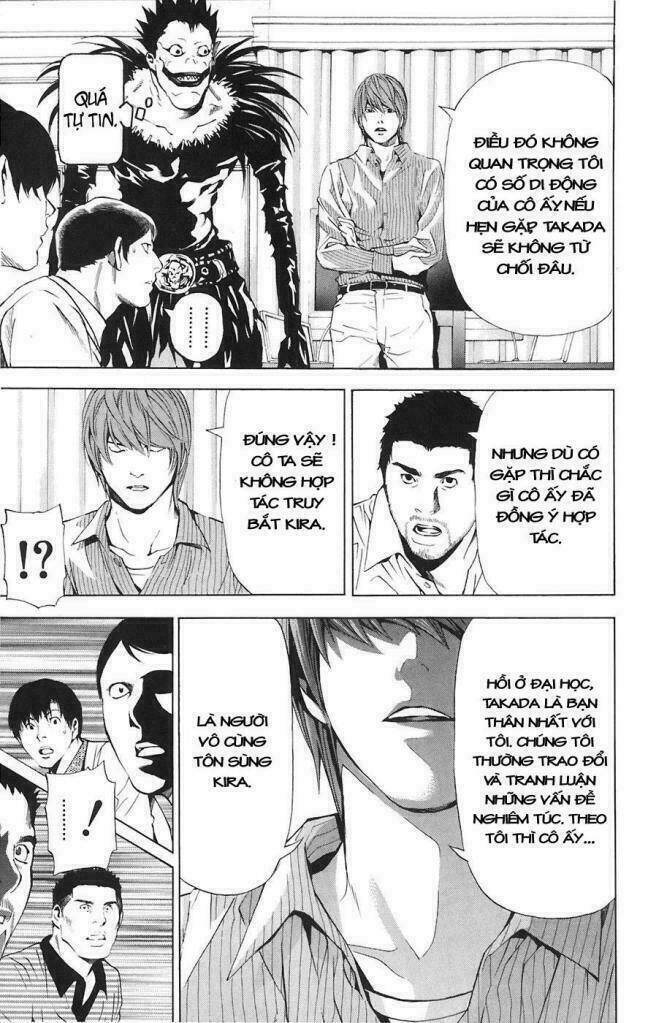 ĐIỀU ĐÓ KHÔNG
QUAN TRỌNG, TÔI
CÓ SỐ DI ĐỘNG
CỦA CÔ ẤY.NẾU
HẸN GẶP TAKADA
SẼ KHÔNG TỪ
CHỐI ĐÂU.
QUÁ
TỰ TIN.
........
NHƯNG DÙ CÓ
GẶP THÌ CHẮC
GÌ CÔ ẤY ĐÃ
ĐỒNG Ý HỢP
TÁC.
ĐÚNG VẬY !
CÔ TA SẼ
KHÔNG HỢP
TÁC TRUY
BẮT KIRA.
!?
HỒI Ở ĐẠI HỌC,
TAKADA LÀ BẠN
THÂN NHẤT VỚI
TÔI. CHÚNG TÔI
THƯỜNG TRAO ĐỔI
VÀ TRANH LUẬN
NHỮNG VẤN ĐỀ
NGHIÊM TÚC. THEO
TÔI THÌ CÔ ẤY...
LÀ NGƯỜI
VÔ CÙNG
TÔN SÙNG
KIRA.
......!